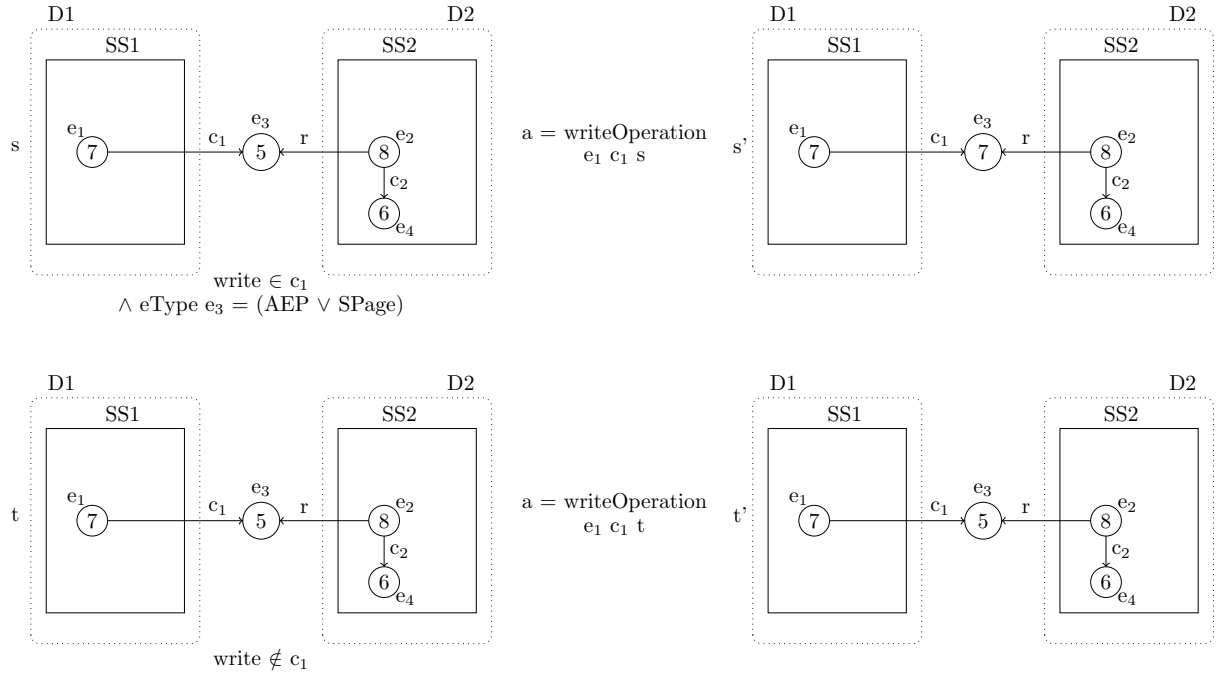 D1
D2
D1
D2
SS1
SS2
SS1
SS2
s
e₁
7
c₁
e₃
5
r
8
e₂
c₂
6
e₄
a = writeOperation
e₁ c₁ s
s'
e₁
7
c₁
e₃
7
r
8
e₂
c₂
6
e₄
write ∈ c₁
∧ eType e₃ = (AEP ∨ SPage)
D1
D2
D1
D2
SS1
SS2
SS1
SS2
t
e₁
7
c₁
e₃
5
r
8
e₂
c₂
6
e₄
a = writeOperation
e₁ c₁ t
t'
e₁
7
c₁
e₃
5
r
8
e₂
c₂
6
e₄
write ∉ c₁